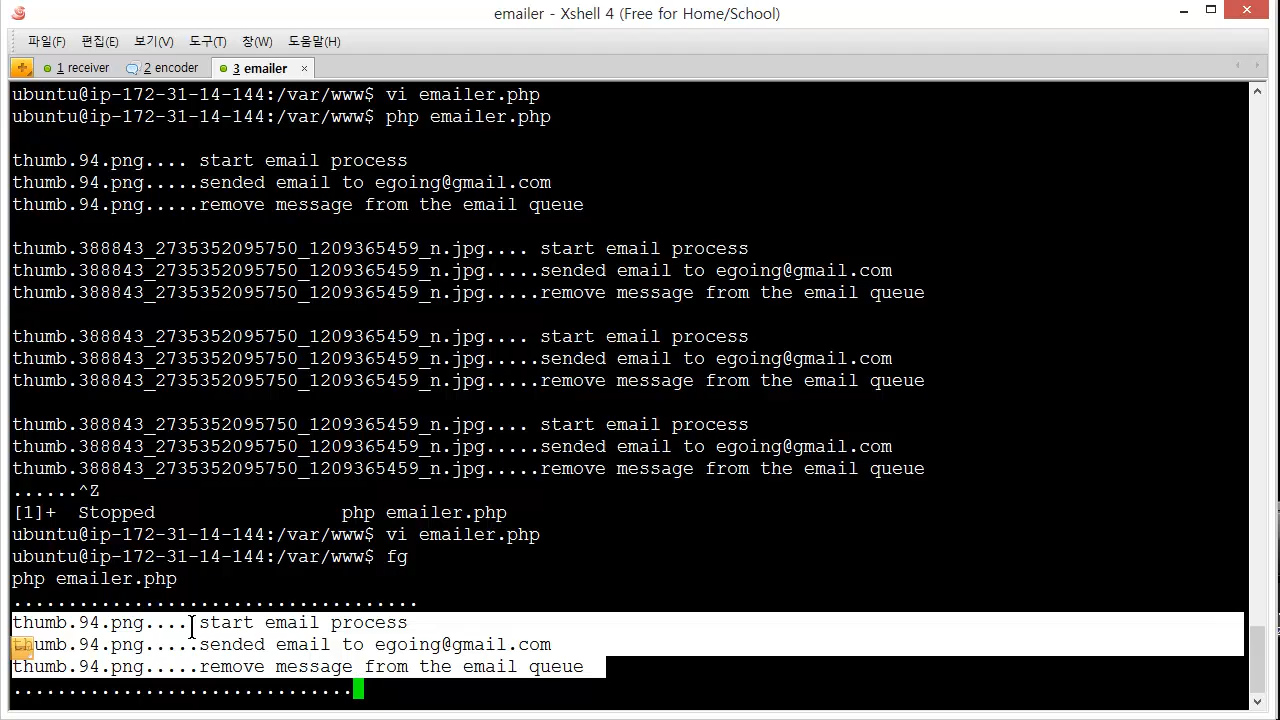 emailer - Xshell 4 (Free for Home/School)
파일(F) 편집(E) 보기(V) 도구(T) 창(W) 도움말(H)
1 receiver 2 encoder 3 emailer ×
ubuntu@ip-172-31-14-144:/var/www$ vi emailer.php
ubuntu@ip-172-31-14-144:/var/www$ php emailer.php
thumb.94.png.... start email process
thumb.94.png.....sended email to egoing@gmail.com
thumb.94.png.....remove message from the email queue
thumb.388843_2735352095750_1209365459_n.jpg.... start email process
thumb.388843_2735352095750_1209365459_n.jpg.....sended email to egoing@gmail.com
thumb.388843_2735352095750_1209365459_n.jpg.....remove message from the email queue
thumb.388843_2735352095750_1209365459_n.jpg.... start email process
thumb.388843_2735352095750_1209365459_n.jpg.....sended email to egoing@gmail.com
thumb.388843_2735352095750_1209365459_n.jpg.....remove message from the email queue
thumb.388843_2735352095750_1209365459_n.jpg.... start email process
thumb.388843_2735352095750_1209365459_n.jpg.....sended email to egoing@gmail.com
thumb.388843_2735352095750_1209365459_n.jpg.....remove message from the email queue
......^Z
[1]+  Stopped                 php emailer.php
ubuntu@ip-172-31-14-144:/var/www$ vi emailer.php
ubuntu@ip-172-31-14-144:/var/www$ fg
php emailer.php
.....................................
thumb.94.png.... start email process
thumb.94.png.....sended email to egoing@gmail.com
thumb.94.png.....remove message from the email queue
...............................